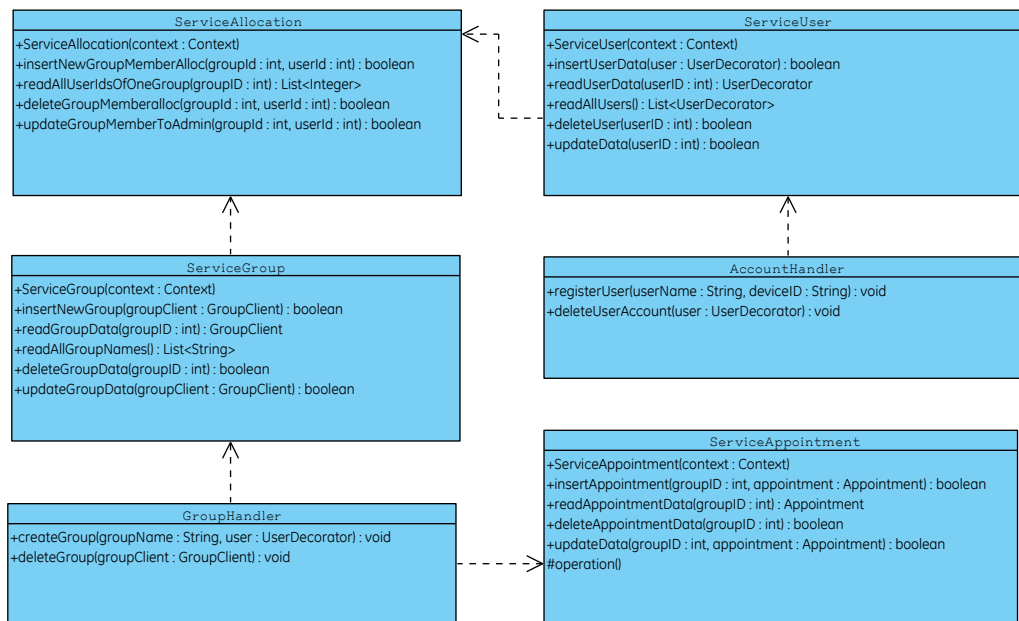 ServiceAllocation
+ServiceAllocation(context : Context)
+insertNewGroupMemberAlloc(groupId : int, userId : int) : boolean
+readAllUserIdsOfOneGroup(groupID : int) : List<Integer>
+deleteGroupMemberalloc(groupId : int, userId : int) : boolean
+updateGroupMemberToAdmin(groupId : int, userId : int) : boolean
ServiceUser
+ServiceUser(context : Context)
+insertUserData(user : UserDecorator) : boolean
+readUserData(userID : int) : UserDecorator
+readAllUsers() : List<UserDecorator>
+deleteUser(userID : int) : boolean
+updateData(userID : int) : boolean
ServiceGroup
+ServiceGroup(context : Context)
+insertNewGroup(groupClient : GroupClient) : boolean
+readGroupData(groupID : int) : GroupClient
+readAllGroupNames() : List<String>
+deleteGroupData(groupID : int) : boolean
+updateGroupData(groupClient : GroupClient) : boolean
AccountHandler
+registerUser(userName : String, deviceID : String) : void
+deleteUserAccount(user : UserDecorator) : void
GroupHandler
+createGroup(groupName : String, user : UserDecorator) : void
+deleteGroup(groupClient : GroupClient) : void
ServiceAppointment
+ServiceAppointment(context : Context)
+insertAppointment(groupID : int, appointment : Appointment) : boolean
+readAppointmentData(groupID : int) : Appointment
+deleteAppointmentData(groupID : int) : boolean
+updateData(groupID : int, appointment : Appointment) : boolean
#operation()